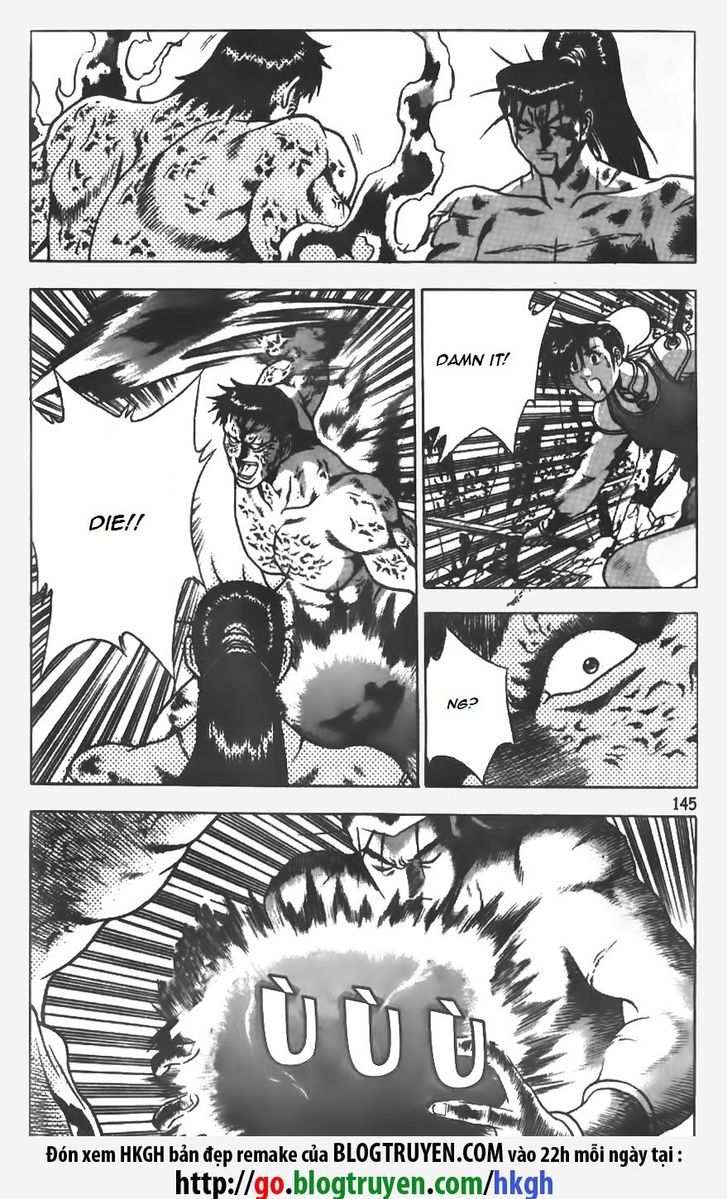 DAMN IT!
DIE!!
NG?
145
Ù Ù Ù
Đón xem HKGH bản đẹp remake của BLOGTRUYEN.COM vào 22h mỗi ngày tại :
http://go.blogtruyen.com/hkgh